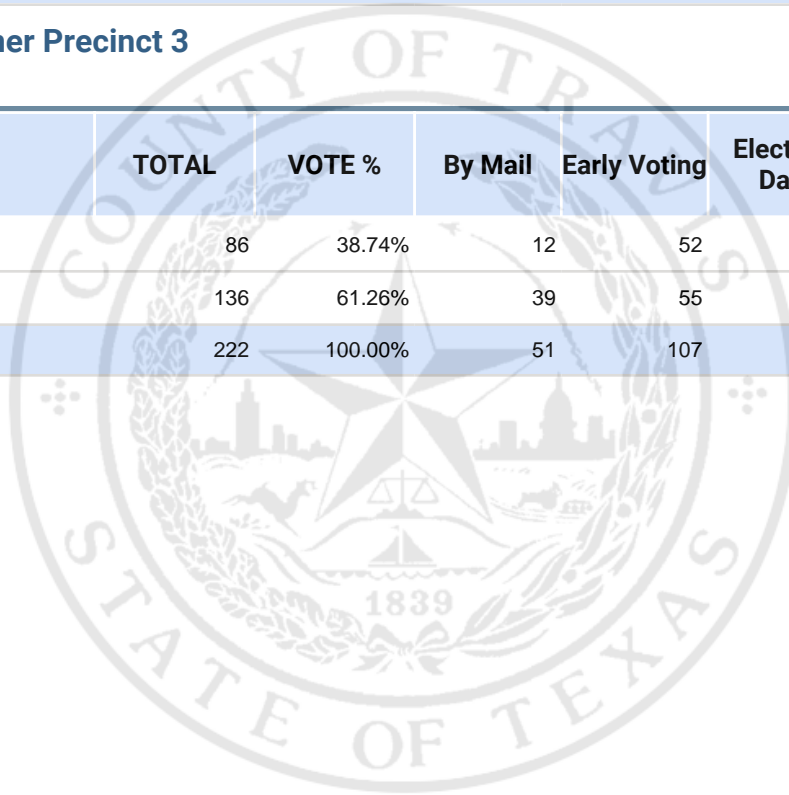 ner Precinct 3
TOTAL VOTE % By Mail Early Voting Elect
Da
86 38.74% 12 52
136 61.26% 39 55
222 100.00% 51 107
COUNTY OF TRAVIS
1839
STATE OF TEXAS